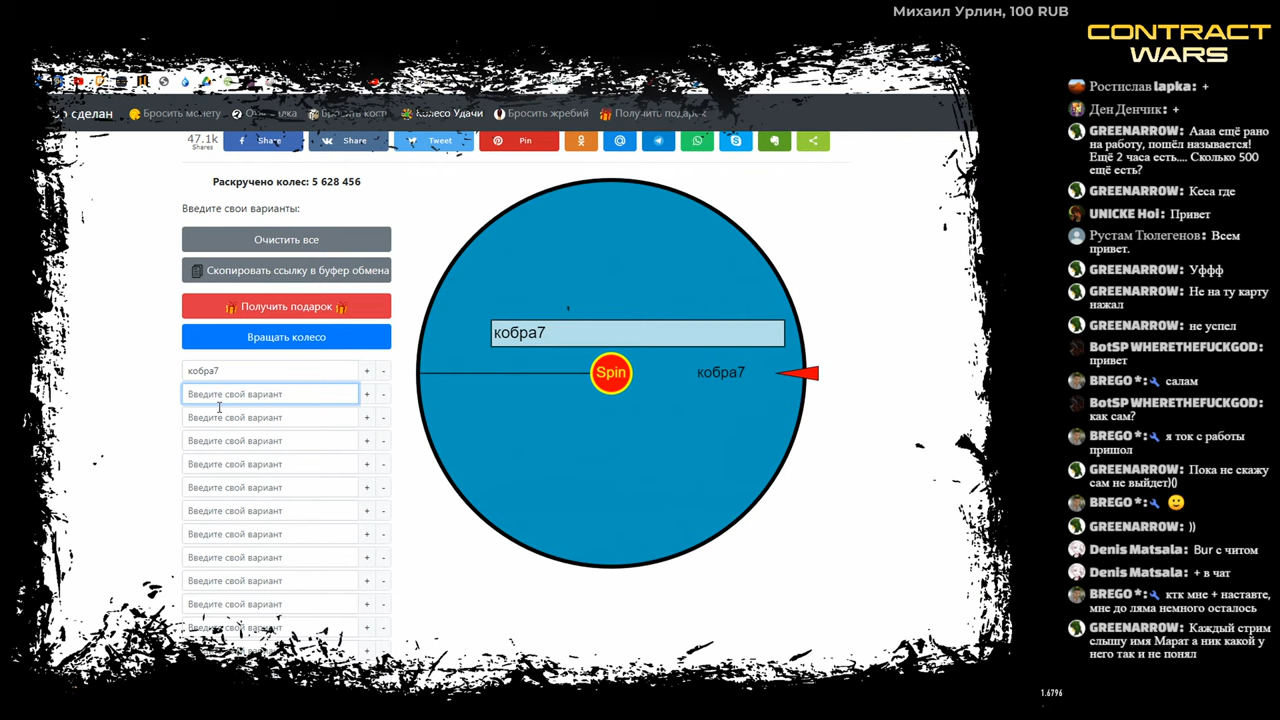 Михаил Урлин, 100 RUB
CONTRACT
WARS
сделан
Бросить монету
Бросить кости
Колесо Удачи
Бросить жребий
Получить подарок
47.1k
Shares
Share
Share
Tweet
Pin
Раскручено колес: 5 628 456
Введите свои варианты:
Очистить все
Скопировать ссылку в буфер обмена
Получить подарок
Вращать колесо
кобра7 + -
Введите свой вариант + -
Введите свой вариант + -
Введите свой вариант + -
Введите свой вариант + -
Введите свой вариант + -
Введите свой вариант + -
Введите свой вариант + -
Введите свой вариант + -
Введите свой вариант + -
Введите свой вариант + -
Введите свой вариант + -
кобра7
Spin
кобра7
Ростислав lapka: +
Ден Денчик: +
GREENARROW: Аааа ещё рано
на работу, пошёл называется!
Ещё 2 часа есть.... Сколько 500
ещё есть?
GREENARROW: Кеса где
UNICKE Hoi: Привет
Рустам Тюлегенов: Всем
привет.
GREENARROW: Уффф
GREENARROW: Не на ту карту
нажал
GREENARROW: не успел
BotSP WHERETHEFUCKGOD:
привет
BREGO *: салам
BotSP WHERETHEFUCKGOD:
как сам?
BREGO *: я ток с работы
пришол
GREENARROW: Пока не скажу
сам не выйдет)()
BREGO *:
GREENARROW: ))
Denis Matsala: Bur с читом
Denis Matsala: + в чат
BREGO *: ктк мне + наставте,
мне до ляма немного осталось
GREENARROW: Каждый стрим
слышу имя Марат а ник какой у
него так и не понял
1.6796